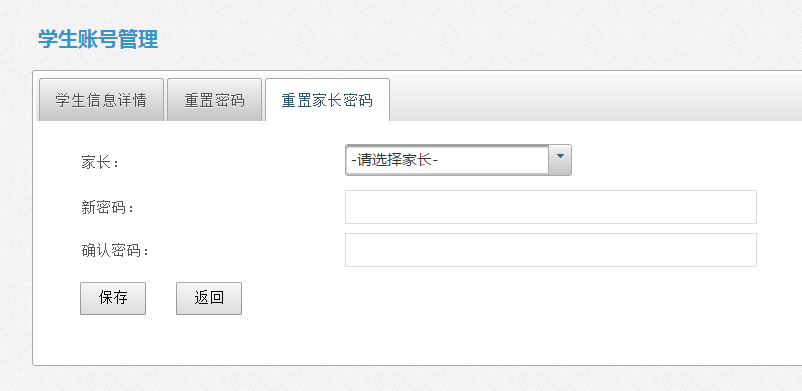 学生账号管理
学生信息详情 重置密码 重置家长密码
家长： -请选择家长-
新密码：
确认密码：
保存 返回